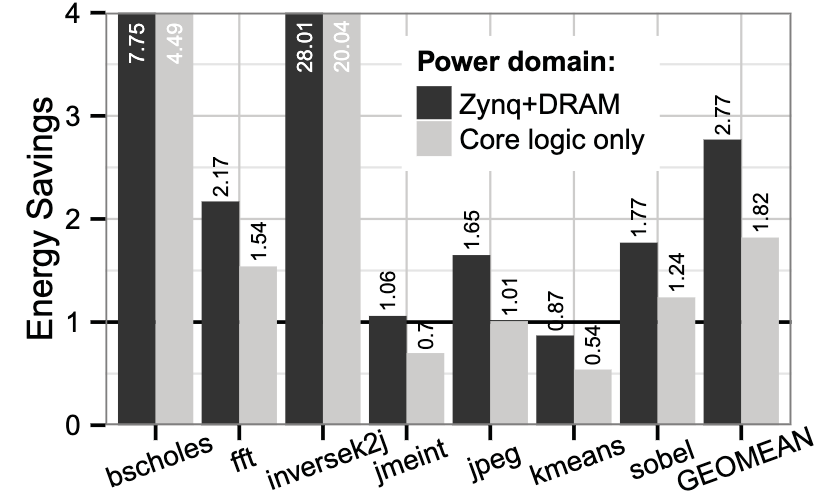 Energy Savings
4
3
2
1
0
Power domain:
Zynq+DRAM
Core logic only
7.75
4.49
2.17
1.54
28.01
20.04
1.06
0.7
1.65
1.01
0.87
0.54
1.77
1.24
2.77
1.82
bscholes
fft
inversek2j
jmeint
jpeg
kmeans
sobel
GEOMEAN